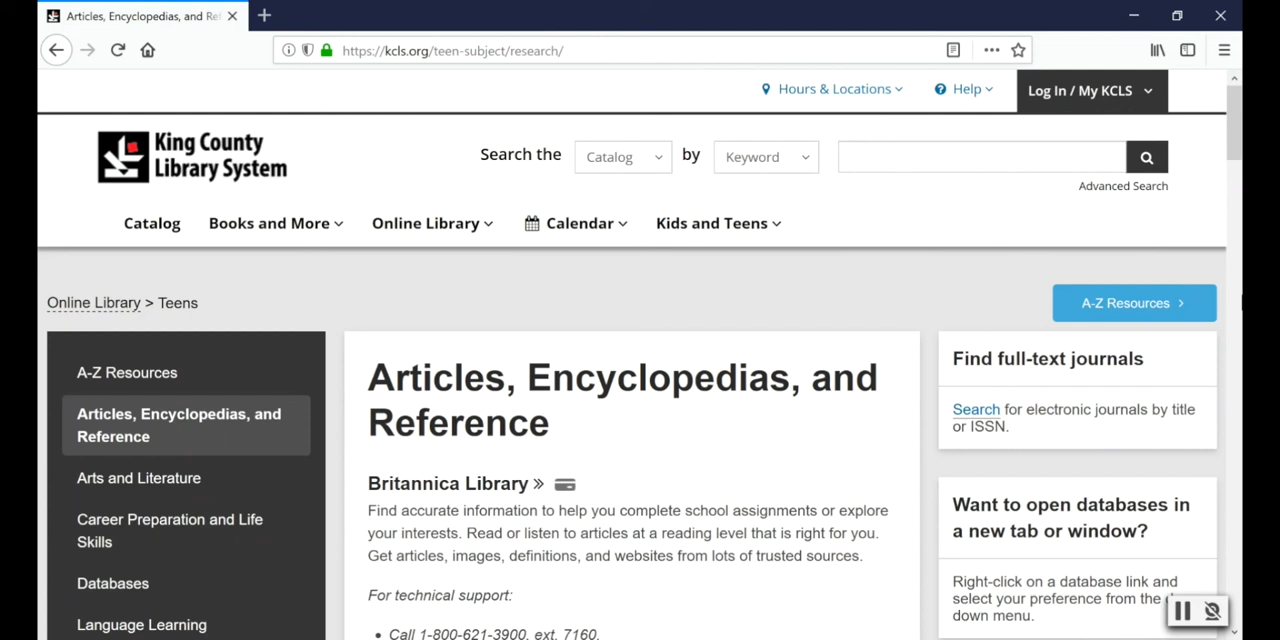 Articles, Encyclopedias, and Re
https://kcls.org/teen-subject/research/
Hours & Locations
Help
Log In / My KCLS
King County
Library System
Search the
Catalog
by
Keyword
Advanced Search
Catalog
Books and More
Online Library
Calendar
Kids and Teens
Online Library > Teens
A-Z Resources >
A-Z Resources
Articles, Encyclopedias, and
Reference
Arts and Literature
Career Preparation and Life
Skills
Databases
Language Learning
Articles, Encyclopedias, and
Reference
Britannica Library »
Find accurate information to help you complete school assignments or explore
your interests. Read or listen to articles at a reading level that is right for you.
Get articles, images, definitions, and websites from lots of trusted sources.
For technical support:
• Call 1-800-621-3900, ext. 7160.
Find full-text journals
Search for electronic journals by title
or ISSN.
Want to open databases in
a new tab or window?
Right-click on a database link and
select your preference from the
down menu.